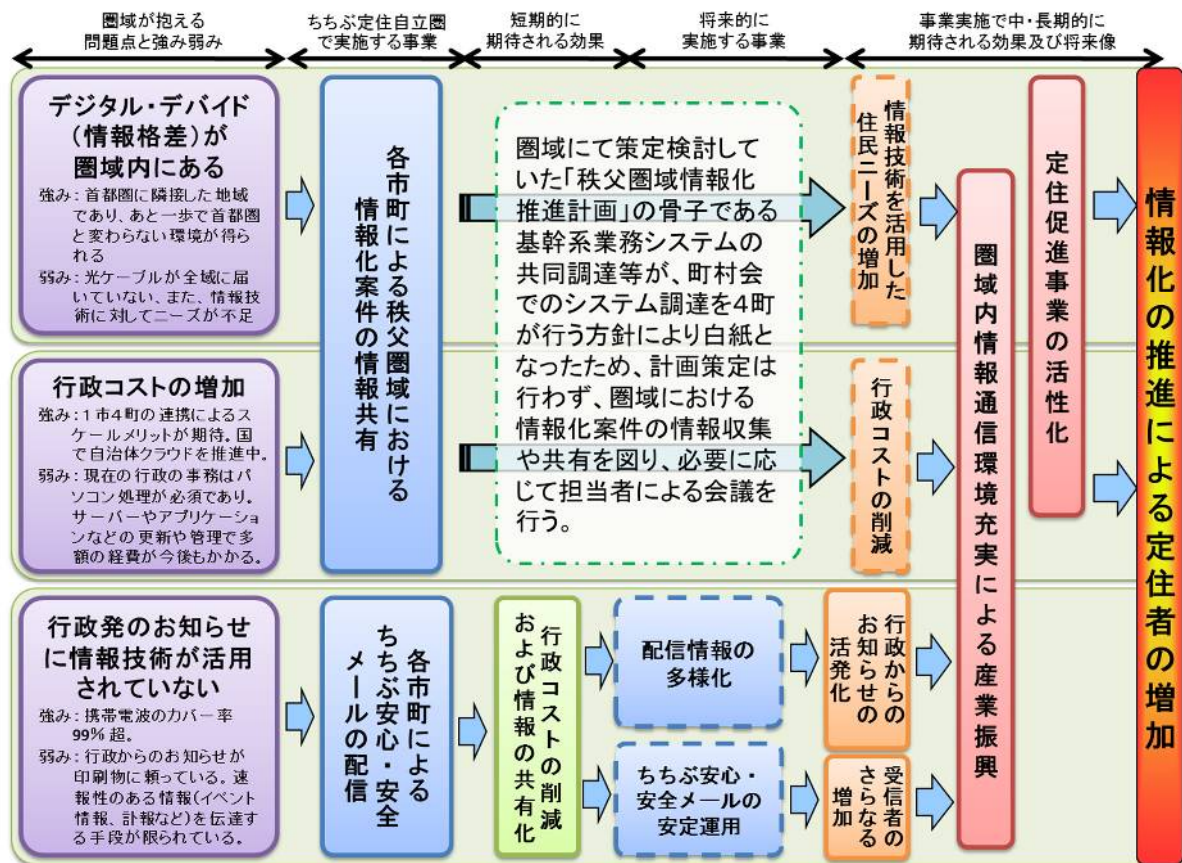 圏域が抱える
問題点と強み弱み
ちちぶ定住自立圏
で実施する事業
短期的に
期待される効果
将来的に
実施する事業
事業実施で中・長期的に
期待される効果及び将来像
デジタル・デバイド
（情報格差）が
圏域内にある
強み：首都圏に隣接した地域
であり、あと一歩で首都圏
と変わらない環境が得ら
れる
弱み：光ケーブルが全域に届
いていない、また、情報技
術に対してニーズが不足
各市町による秩父圏域における
情報化案件の情報共有
圏域にて策定検討して
いた「秩父圏域情報化
推進計画」の骨子である
基幹系業務システムの
共同調達等が、町村会
でのシステム調達を４町
が行う方針により白紙と
なったため、計画策定は
行わず、圏域における
情報化案件の情報収集
や共有を図り、必要に応
じて担当者による会議を
行う。
情報技術を活用した
住民ニーズの増加
行政コストの増加
強み：１市４町の連携によるス
ケールメリットが期待。国
で自治体クラウドを推進中。
弱み：現在の行政の事務はパ
ソコン処理が必須であり。
サーバーやアプリケーショ
ンなどの更新や管理で多
額の経費が今後もかかる。
行政コストの削減
行政発のお知らせ
に情報技術が活用
されていない
強み：携帯電波のカバー率
99％超。
弱み：行政からのお知らせが
印刷物に頼っている。速
報性のある情報（イベント
情報、訃報など）を伝達す
る手段が限られている。
各市町による
ちちぶ安心・安全
メールの配信
行政コストの削減
および情報の共有化
配信情報の
多様化
ちちぶ安心・
安全メールの
安定運用
行政からの
お知らせの
活発化
受信者の
さらなる
増加
圏域内情報通信環境充実による産業振興
定住促進事業の活性化
情報化の推進による定住者の増加